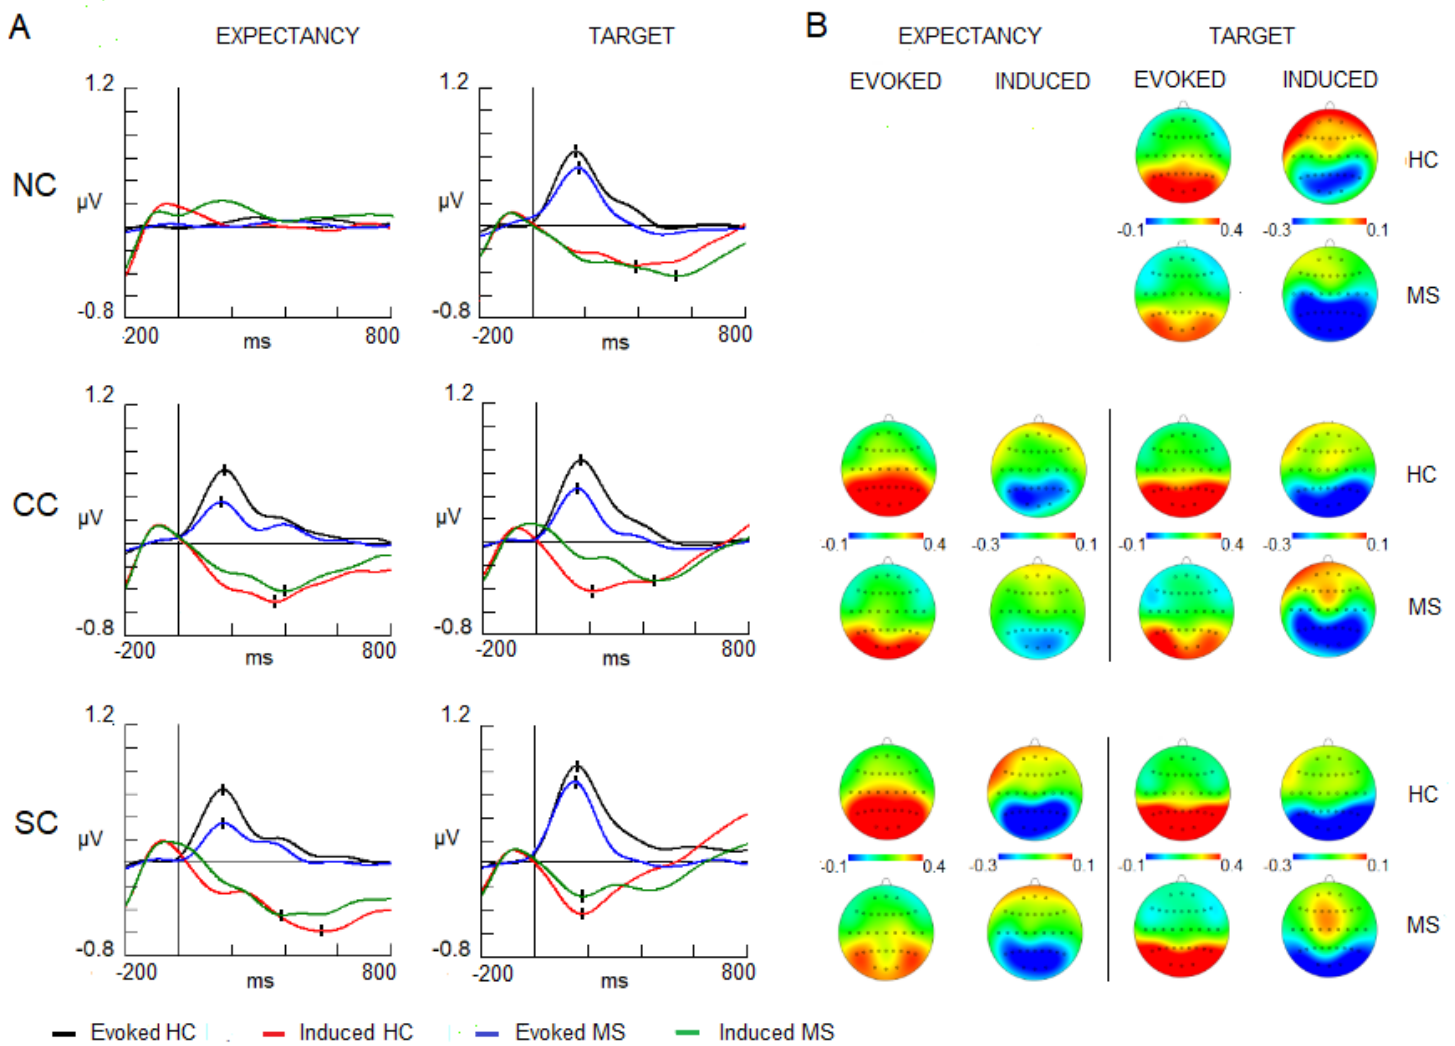 A EXPECTANCY TARGET B EXPECTANCY TARGET
EVOKED INDUCED EVOKED INDUCED
1.2 1.2
NC µV µV HC
-0.1 0.4 -0.3 0.1
MS
-0.8 -0.8
-200 ms 800 -200 ms 800
1.2 1.2
CC µV µV HC
-0.1 0.4 -0.3 0.1 -0.1 0.4 -0.3 0.1
MS
-0.8 -0.8
-200 ms 800 -200 ms 800
1.2 1.2
SC µV µV HC
-0.1 0.4 -0.3 0.1 -0.1 0.4 -0.3 0.1
MS
-0.8 -0.8
-200 ms 800 -200 ms 800
Evoked HC Induced HC Evoked MS Induced MS